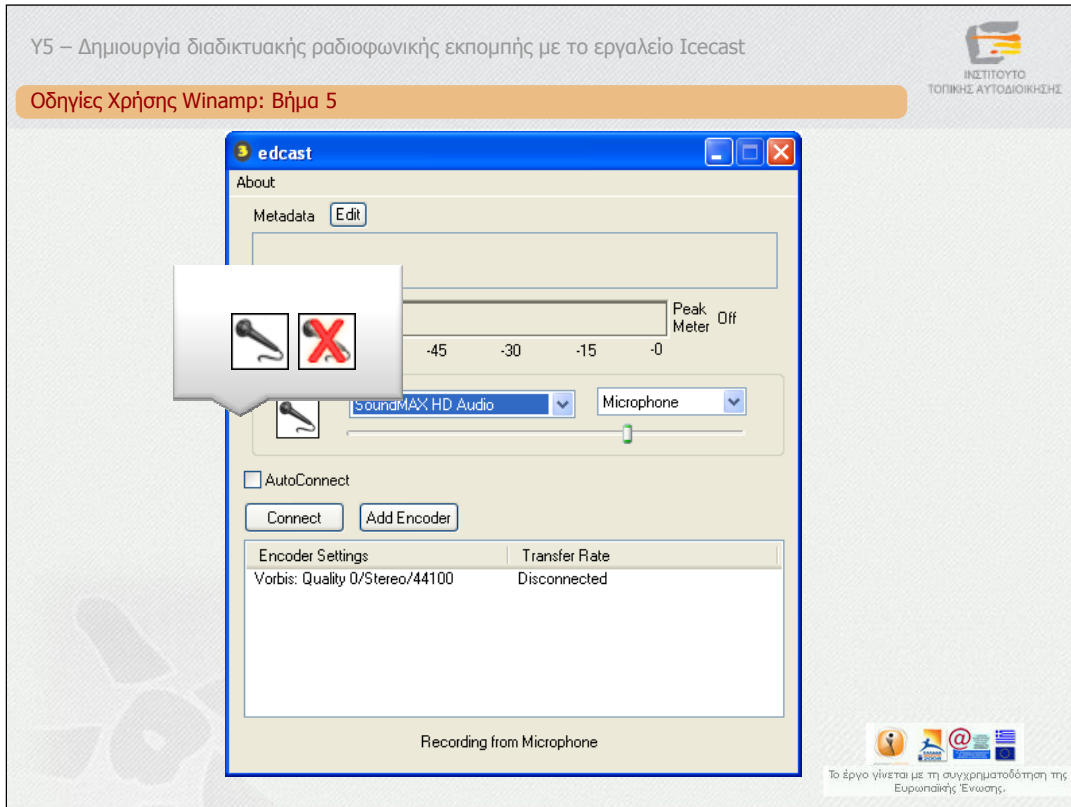 Υ5 – Δημιουργία διαδικτυακής ραδιοφωνικής εκπομπής με το εργαλείο Icecast
ΙΝΣΤΙΤΟΥΤΟ
ΤΟΠΙΚΗΣ ΑΥΤΟΔΙΟΙΚΗΣΗΣ
Οδηγίες Χρήσης Winamp: Βήμα 5
3 edcast
About
Metadata Edit
Peak Meter Off
-45 -30 -15 -0
SoundMAX HD Audio Microphone
AutoConnect
Connect Add Encoder
Encoder Settings Transfer Rate
Vorbis: Quality 0/Stereo/44100 Disconnected
Recording from Microphone
Το έργο γίνεται με τη συγχρηματοδότηση της
Ευρωπαϊκής Ένωσης.